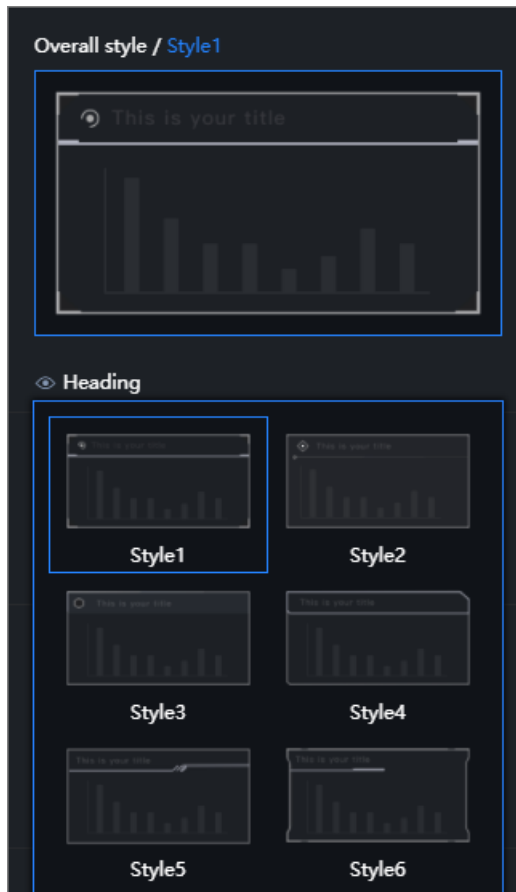 Overall style / Style1
This is your title
Heading
This is your title
This is your title
Style1
Style2
This is your title
This is your title
Style3
Style4
This is your title
This is your title
Style5
Style6